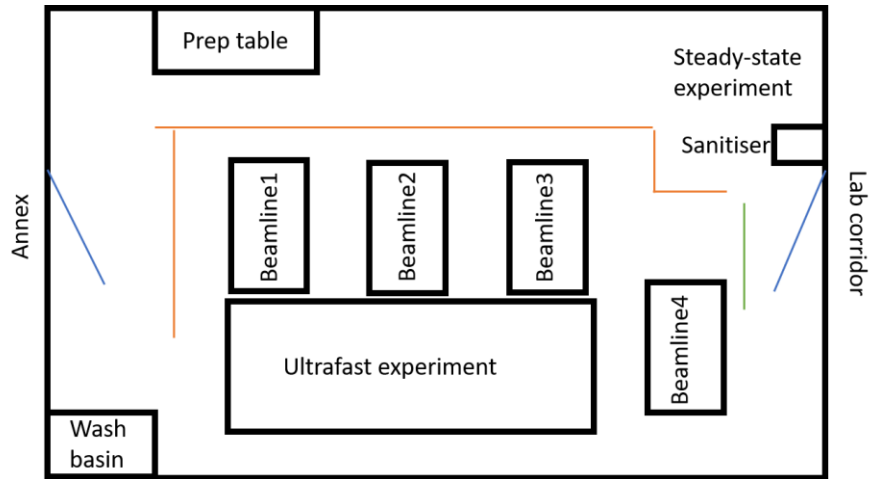 Prep table
Steady-state
experiment
Sanitiser
Annex
Lab corridor
Beamline1
Beamline2
Beamline3
Beamline4
Ultrafast experiment
Wash
basin